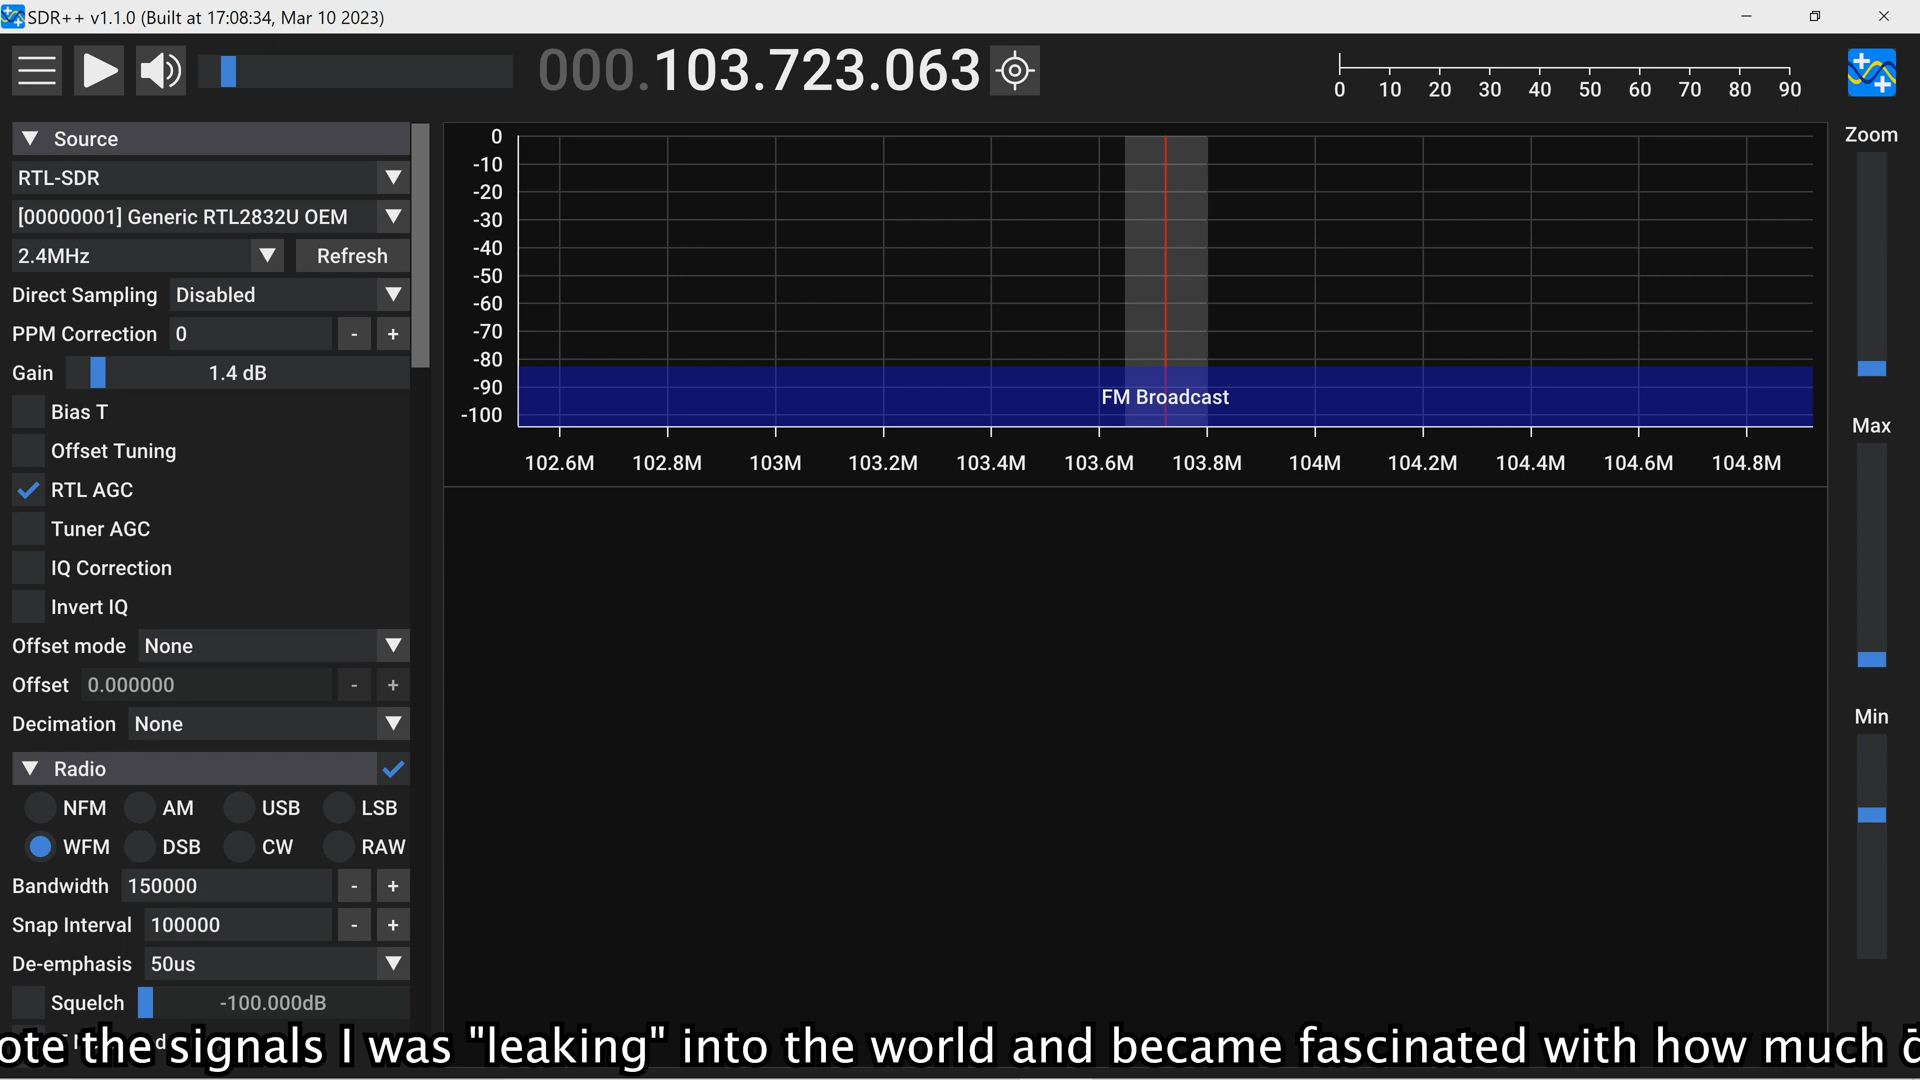 SDR++ v1.1.0 (Built at 17:08:34, Mar 10 2023)
000.103.723.063
0 10 20 30 40 50 60 70 80 90
Source
RTL-SDR
[00000001] Generic RTL2832U OEM
2.4MHz Refresh
Direct Sampling Disabled
PPM Correction 0 - +
Gain 1.4 dB
Bias T
Offset Tuning
RTL AGC
Tuner AGC
IQ Correction
Invert IQ
Offset mode None
Offset 0.000000 - +
Decimation None
Radio
NFM AM USB LSB
WFM DSB CW RAW
Bandwidth 150000 - +
Snap Interval 100000 - +
De-emphasis 50us
Squelch -100.000dB
0
-10
-20
-30
-40
-50
-60
-70
-80
-90
-100
FM Broadcast
102.6M 102.8M 103M 103.2M 103.4M 103.6M 103.8M 104M 104.2M 104.4M 104.6M 104.8M
Zoom
Max
Min
ote the signals I was "leaking" into the world and became fascinated with how much